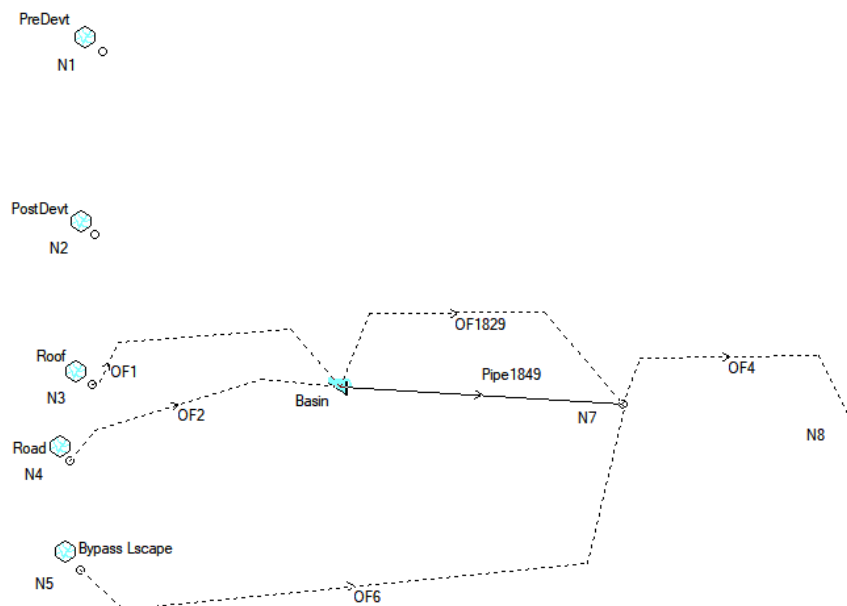 PreDevt
N1
PostDevt
N2
OF1829
Roof
OF1
OF4
Pipe1849
N3
Basin
OF2
N7
N8
Road
N4
Bypass Lscape
N5
OF6